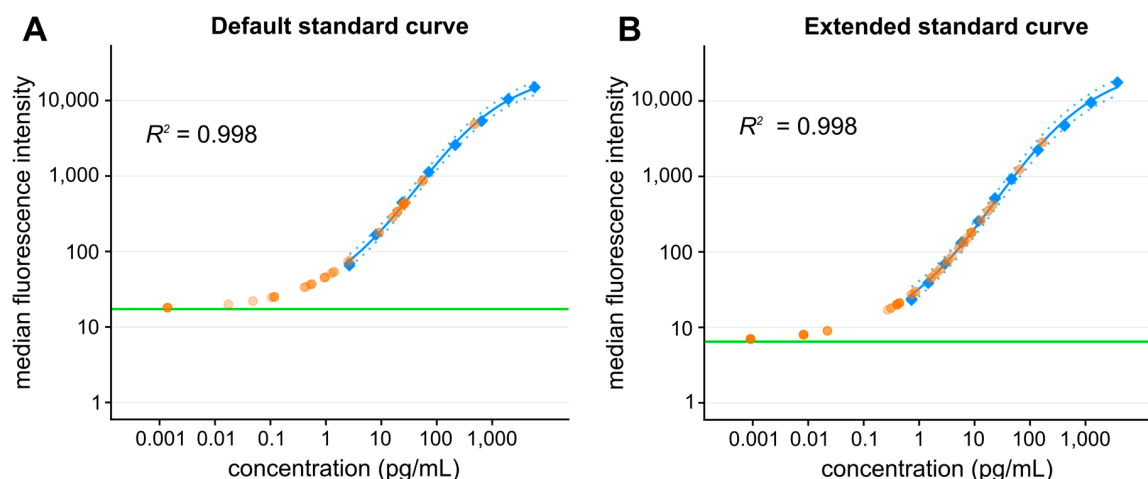 A
Default standard curve
median fluorescence intensity
10,000
1,000
100
10
1
R² = 0.998
0.001 0.01 0.1 1 10 100 1,000
concentration (pg/mL)
B
Extended standard curve
median fluorescence intensity
10,000
1,000
100
10
1
R² = 0.998
0.001 0.01 0.1 1 10 100 1,000
concentration (pg/mL)